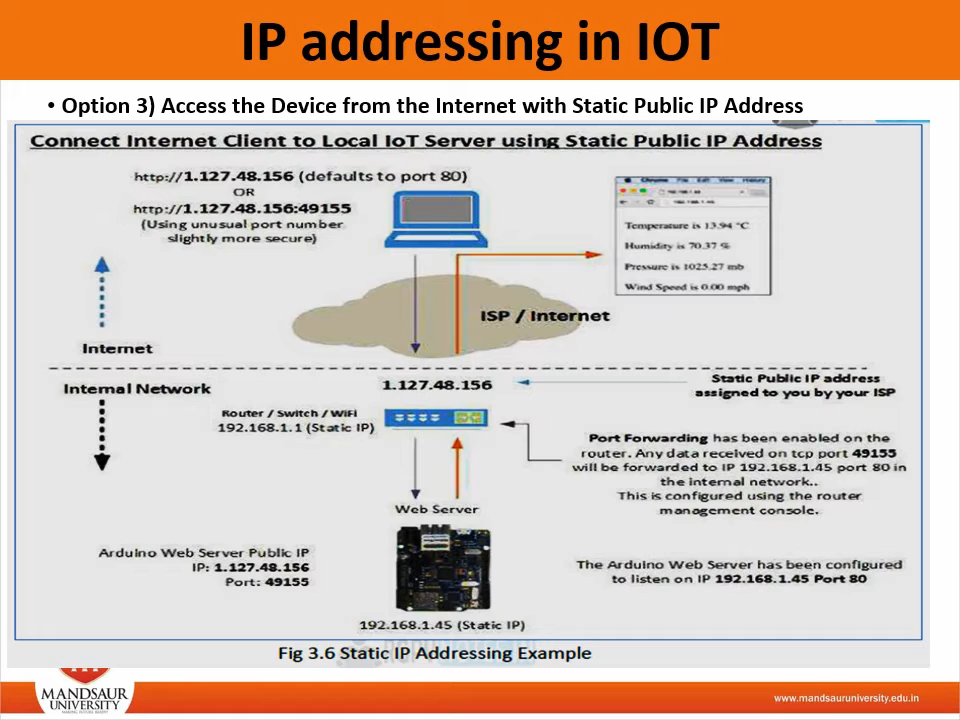 IP addressing in IOT
• Option 3) Access the Device from the Internet with Static Public IP Address
Connect Internet Client to Local IoT Server using Static Public IP Address
http://1.127.48.156 (defaults to port 80)
OR
http://1.127.48.156:49155
(Using unusual port number
slightly more secure)
Chrome File Edit View History
Temperature is 13.94 °C
Humidity is 70.37 %
Pressure is 1025.27 mb
Wind Speed is 0.00 mph
ISP / Internet
Internet
Internal Network
1.127.48.156
Static Public IP address
assigned to you by your ISP
Router / Switch / WiFi
192.168.1.1 (Static IP)
Port Forwarding has been enabled on the
router. Any data received on tcp port 49155
will be forwarded to IP 192.168.1.45 port 80 in
the internal network..
This is configured using the router
management console.
Web Server
Arduino Web Server Public IP
IP: 1.127.48.156
Port: 49155
The Arduino Web Server has been configured
to listen on IP 192.168.1.45 Port 80
192.168.1.45 (Static IP)
Fig 3.6 Static IP Addressing Example
MANDSAUR
UNIVERSITY
www.mandsauruniversity.edu.in